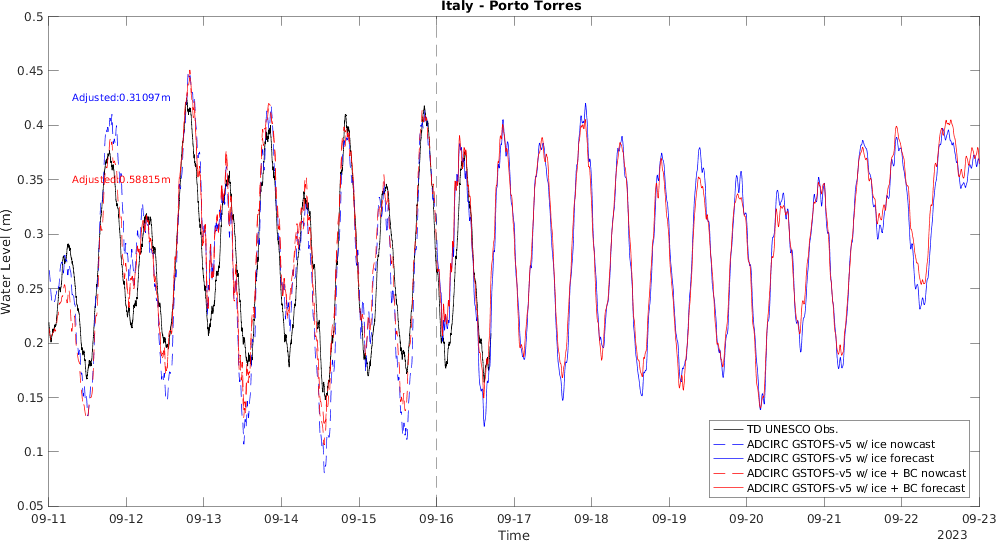 Italy - Porto Torres
0.5
0.45
0.4
0.35
0.3
0.25
0.2
0.15
0.1
0.05
Water Level (m)
Adjusted:0.31097m
Adjusted:0.58815m
TD UNESCO Obs.
ADCIRC GSTOFS-v5 w/ ice nowcast
ADCIRC GSTOFS-v5 w/ ice forecast
ADCIRC GSTOFS-v5 w/ ice + BC nowcast
ADCIRC GSTOFS-v5 w/ ice + BC forecast
09-11 09-12 09-13 09-14 09-15 09-16 09-17 09-18 09-19 09-20 09-21 09-22 09-23
Time
2023